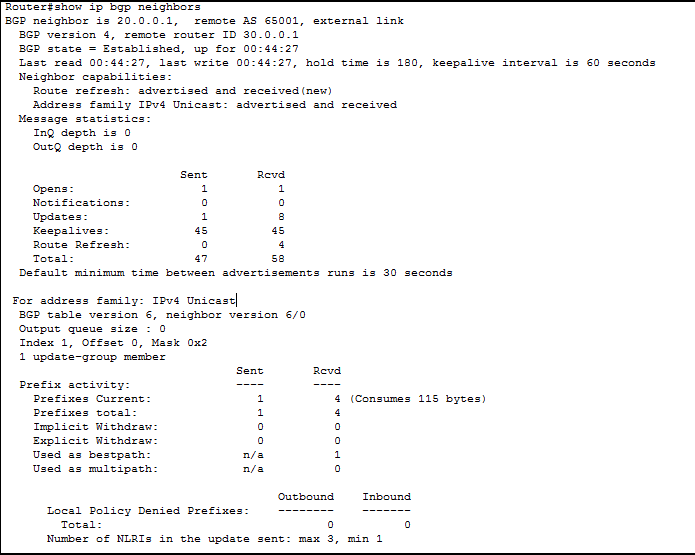 Router#show ip bgp neighbors
BGP neighbor is 20.0.0.1,  remote AS 65001, external link
  BGP version 4, remote router ID 30.0.0.1
  BGP state = Established, up for 00:44:27
  Last read 00:44:27, last write 00:44:27, hold time is 180, keepalive interval is 60 seconds
  Neighbor capabilities:
    Route refresh: advertised and received(new)
    Address family IPv4 Unicast: advertised and received
  Message statistics:
    InQ depth is 0
    OutQ depth is 0
                         Sent       Rcvd
    Opens:                  1          1
    Notifications:          0          0
    Updates:                1          8
    Keepalives:            45         45
    Route Refresh:          0          4
    Total:                 47         58
  Default minimum time between advertisements runs is 30 seconds
 For address family: IPv4 Unicast
  BGP table version 6, neighbor version 6/0
  Output queue size : 0
  Index 1, Offset 0, Mask 0x2
  1 update-group member
                                 Sent       Rcvd
  Prefix activity:               ----       ----
    Prefixes Current:               1          4 (Consumes 115 bytes)
    Prefixes total:                 1          4
    Implicit Withdraw:              0          0
    Explicit Withdraw:              0          0
    Used as bestpath:             n/a          1
    Used as multipath:            n/a          0
                                       Outbound    Inbound
      Local Policy Denied Prefixes:    --------    -------
        Total:                                0          0
      Number of NLRIs in the update sent: max 3, min 1